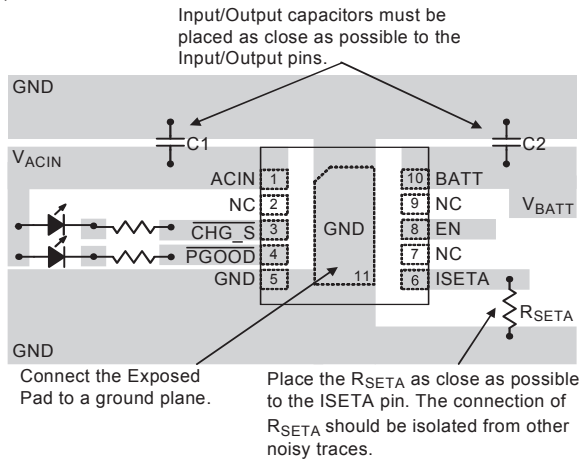 Input/Output capacitors must be
placed as close as possible to the
Input/Output pins.
GND
C1
C2
VACIN
ACIN 1
10 BATT
NC 2
9 NC
VBATT
CHG_S 3
GND
8 EN
PGOOD 4
7 NC
GND 5
11
6 ISETA
RSETA
GND
Connect the Exposed
Pad to a ground plane.
Place the RSETA as close as possible
to the ISETA pin. The connection of
RSETA should be isolated from other
noisy traces.